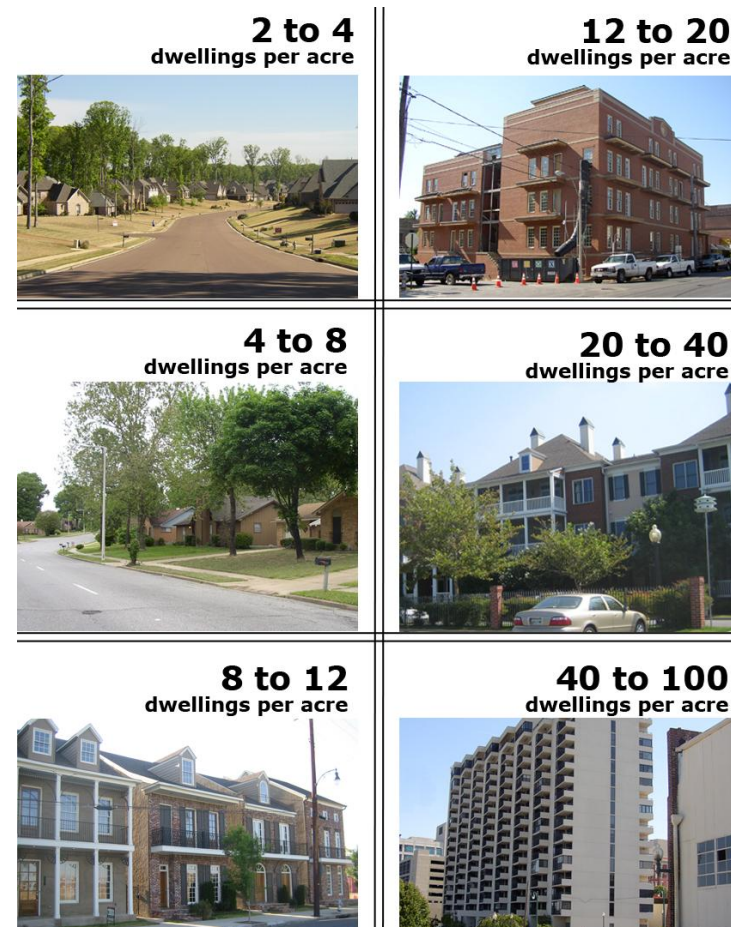 2 to 4
dwellings per acre
12 to 20
dwellings per acre
4 to 8
dwellings per acre
20 to 40
dwellings per acre
8 to 12
dwellings per acre
40 to 100
dwellings per acre